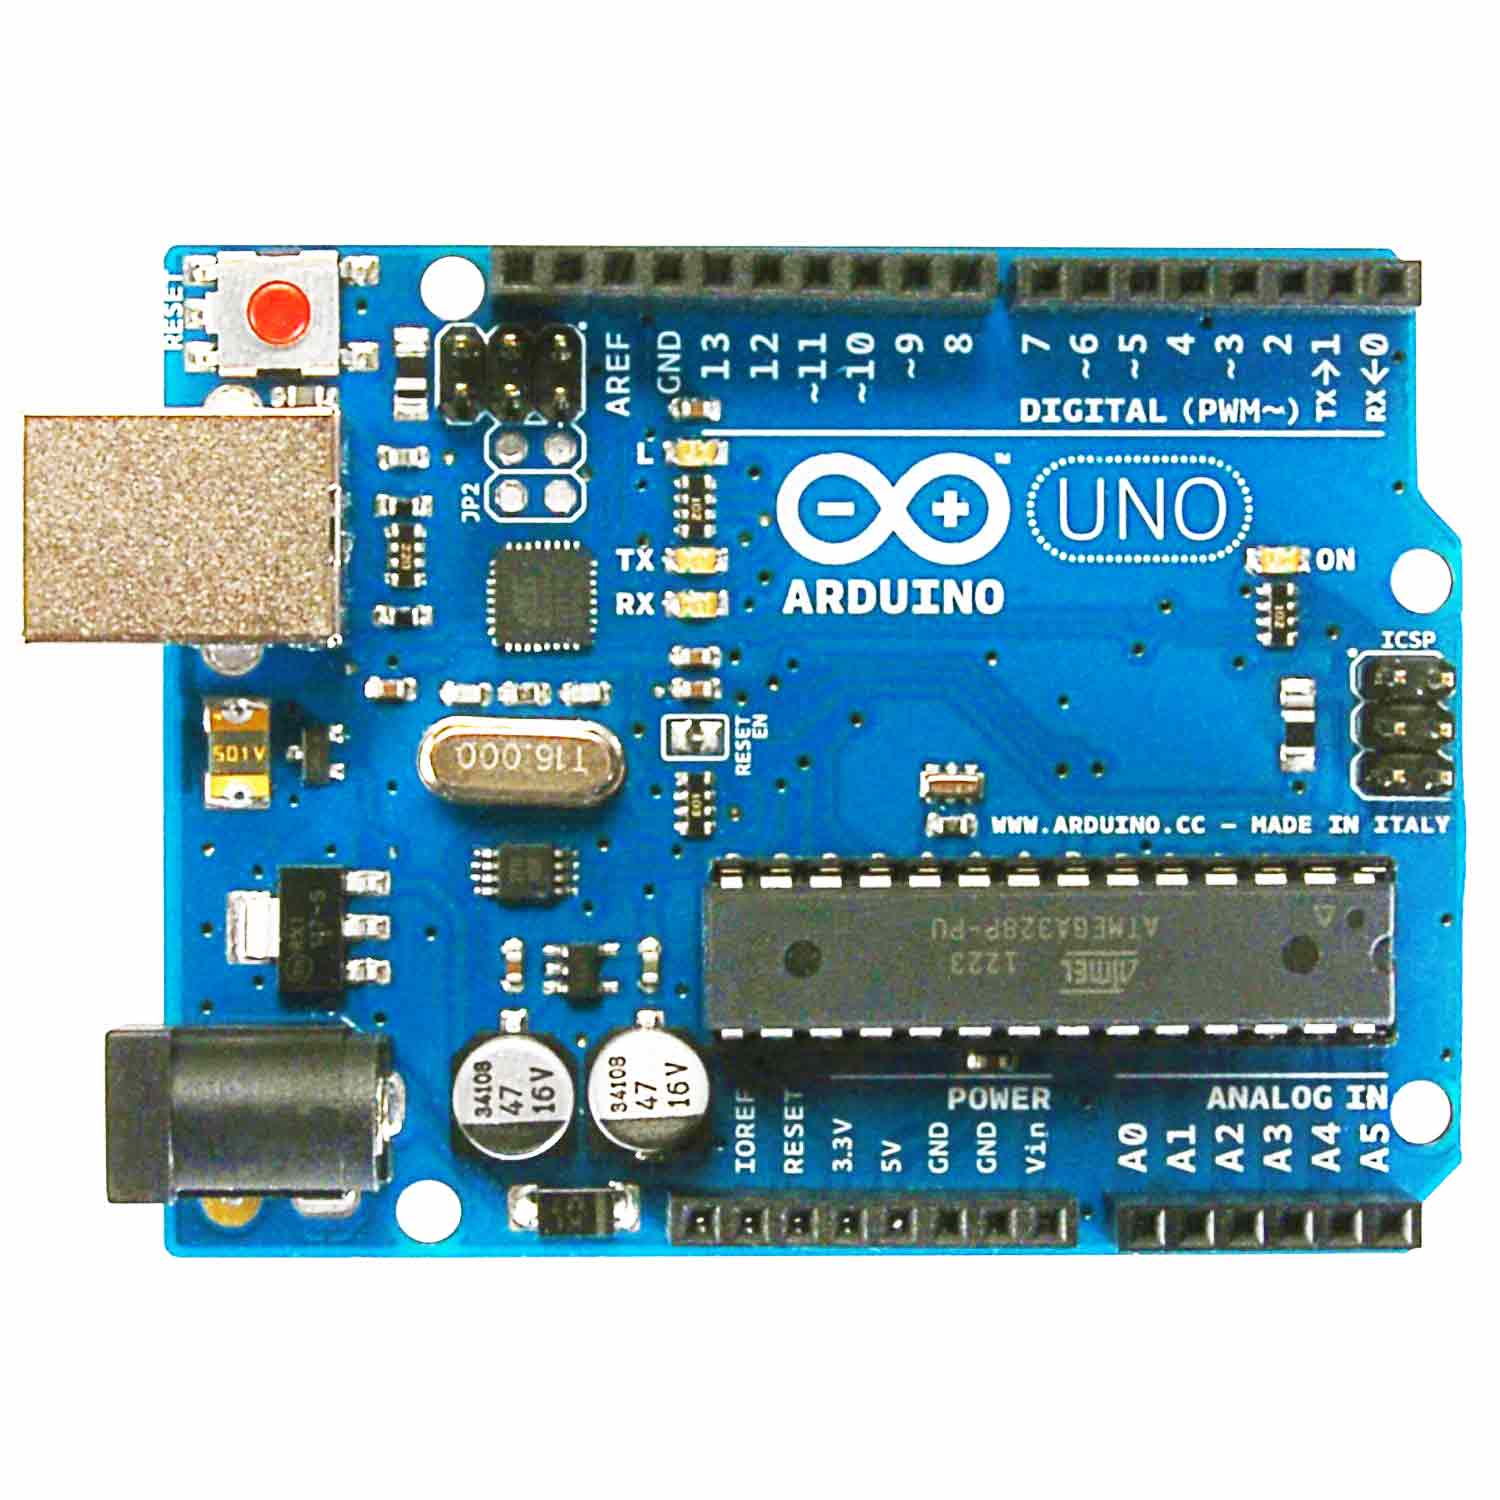 RESET
AREF
GND
13
12
~11
~10
~9
8
7
~6
~5
4
~3
2
TX→1
RX←0
DIGITAL (PWM~)
L
JP2
TX
RX
ARDUINO
™
UNO
ON
ICSP
501V
T16.000
RESET
EN
WWW.ARDUINO.CC - MADE IN ITALY
ATMEGA328P-PU
1223
ATMEL
34108
47
16V
34108
47
16V
POWER
IOREF
RESET
3.3V
5V
GND
GND
Vin
ANALOG IN
A0
A1
A2
A3
A4
A5